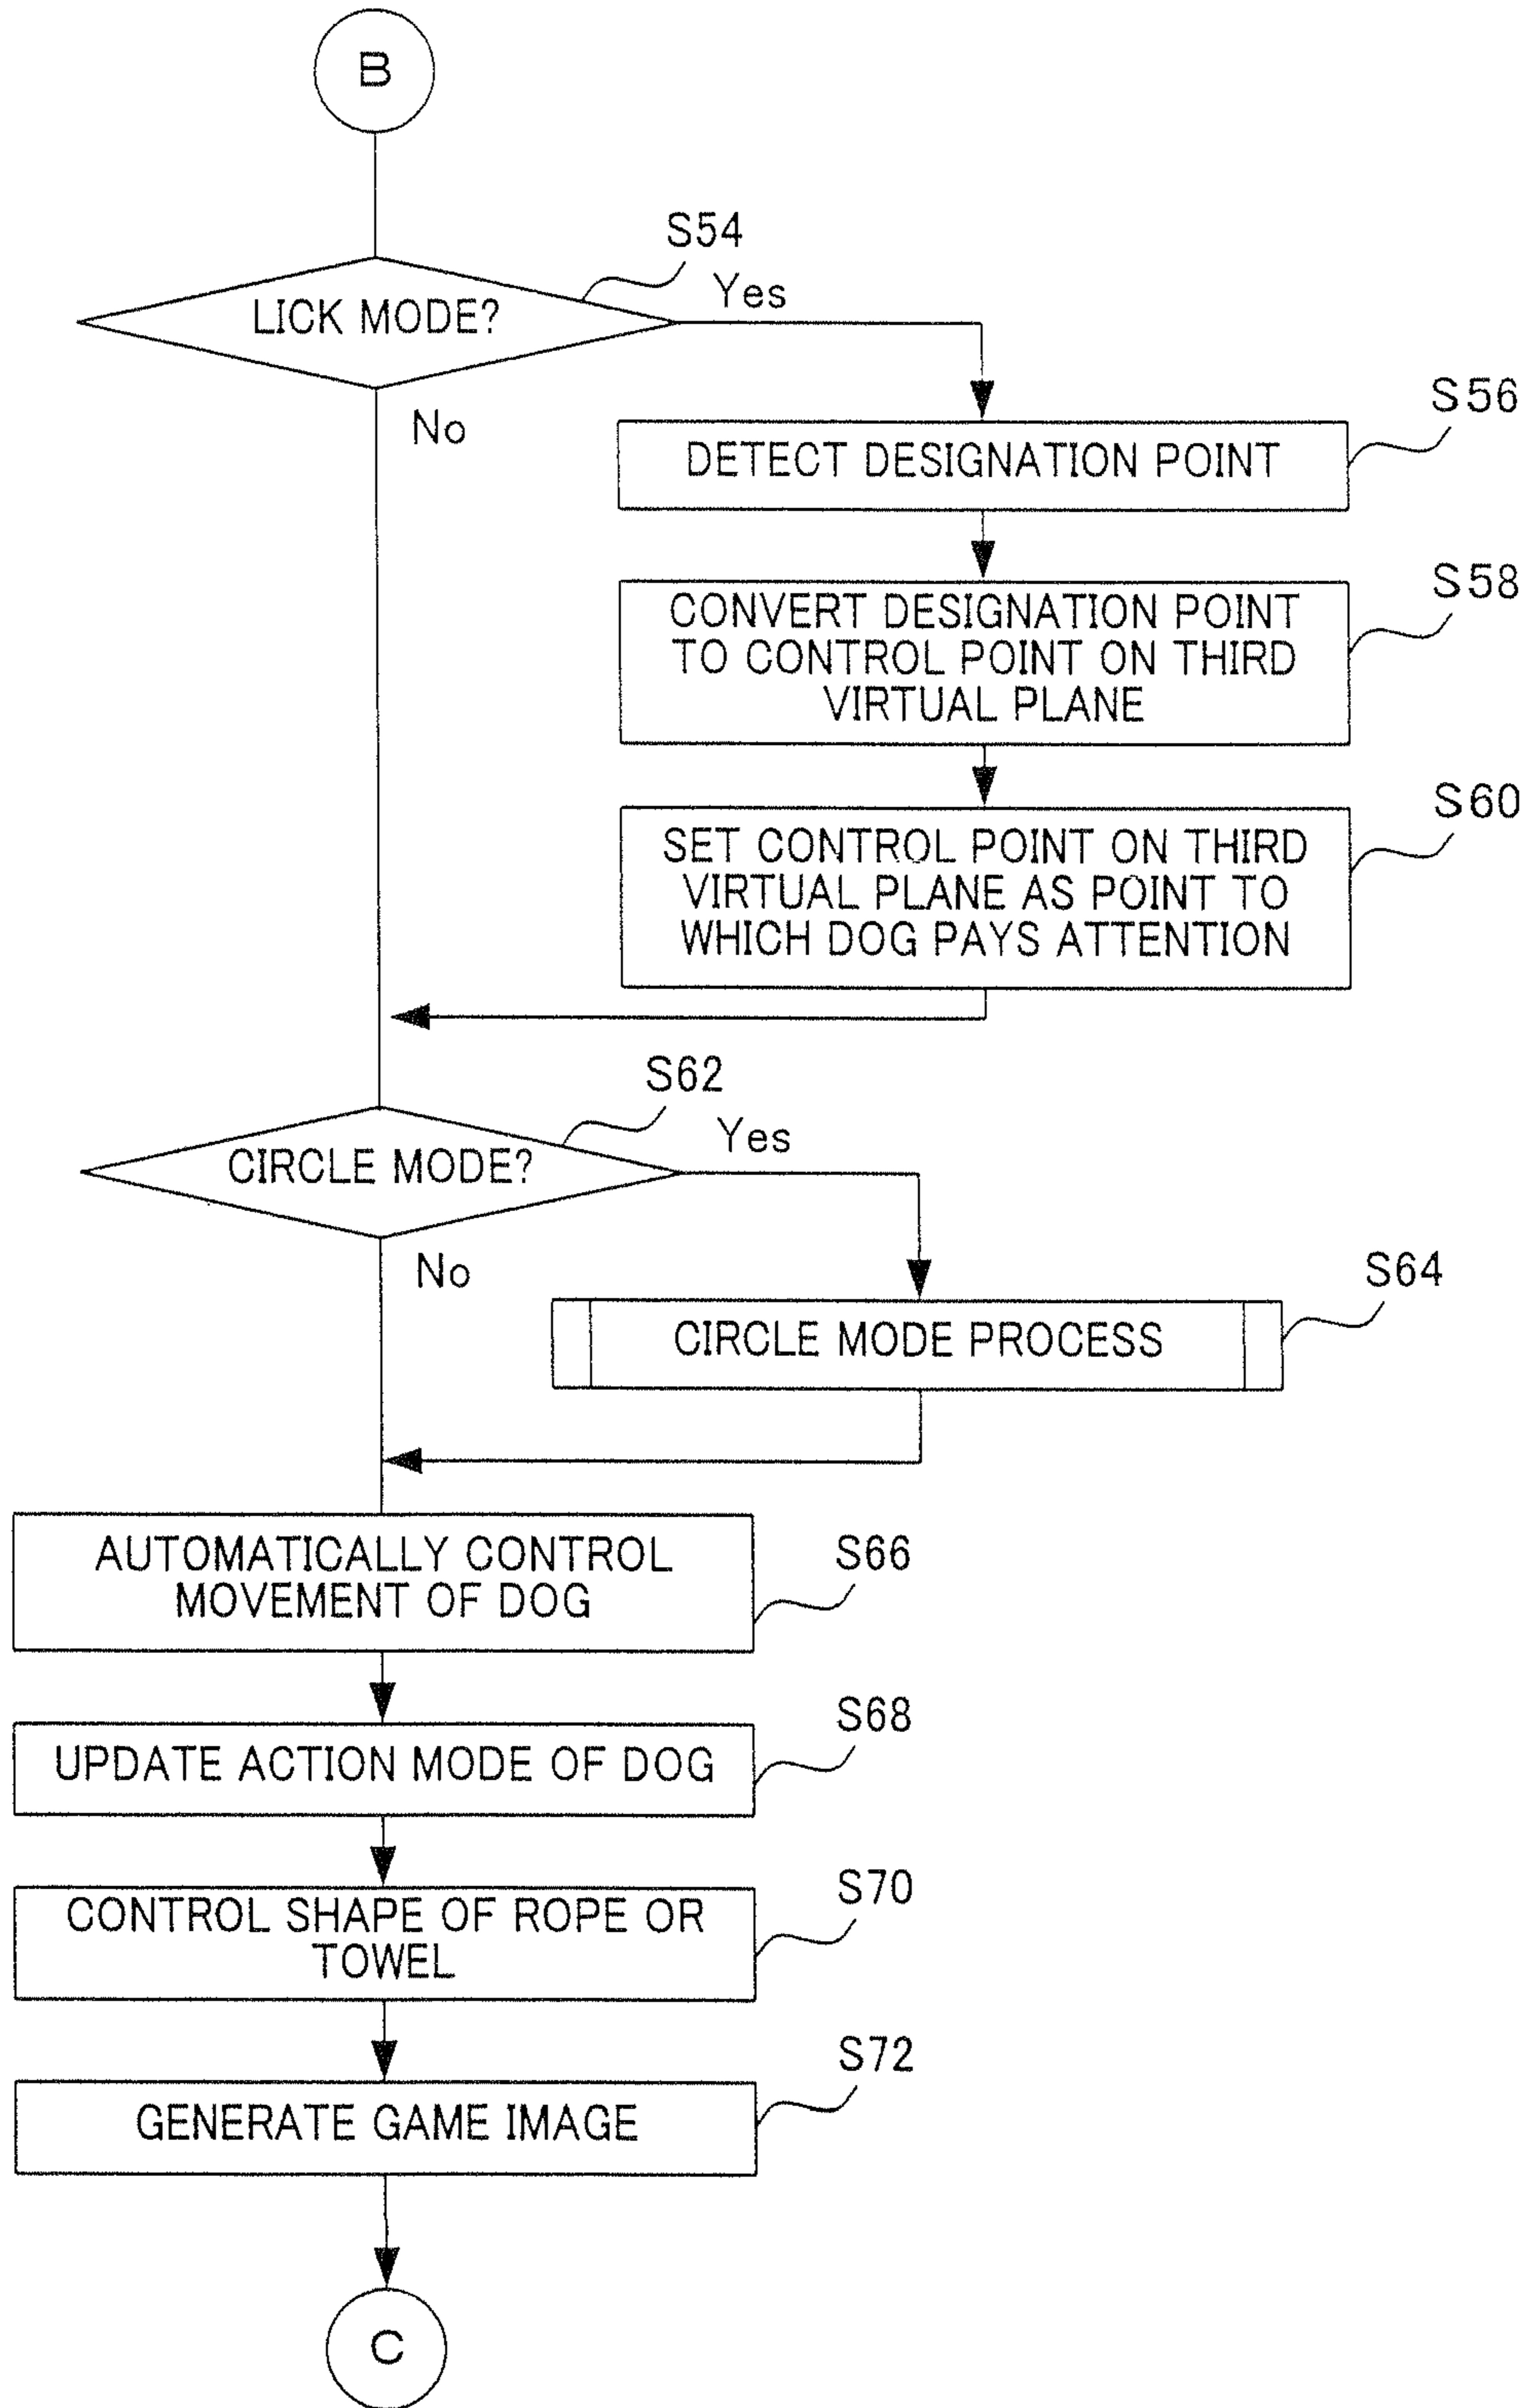 B
S54
LICK MODE?
Yes
No
S56
DETECT DESIGNATION POINT
S58
CONVERT DESIGNATION POINT
TO CONTROL POINT ON THIRD
VIRTUAL PLANE
S60
SET CONTROL POINT ON THIRD
VIRTUAL PLANE AS POINT TO
WHICH DOG PAYS ATTENTION
S62
CIRCLE MODE?
Yes
No
S64
CIRCLE MODE PROCESS
AUTOMATICALLY CONTROL
MOVEMENT OF DOG
S66
UPDATE ACTION MODE OF DOG
S68
CONTROL SHAPE OF ROPE OR
TOWEL
S70
GENERATE GAME IMAGE
S72
C